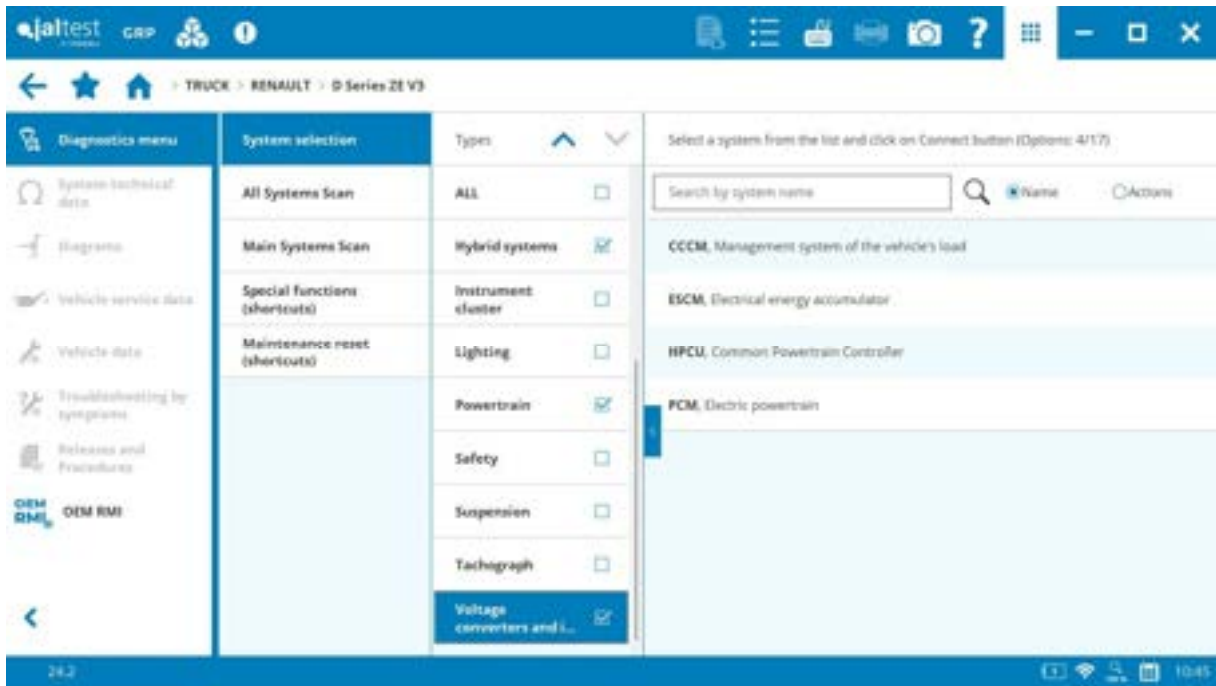 jaltest
GRP
> TRUCK > RENAULT > D Series ZE V3
Diagnostics menu
System technical data
Diagrams
Vehicle service data
Vehicle data
Troubleshooting by symptoms
Releases and Procedures
OEM RMI
OEM RMI
System selection
All Systems Scan
Main Systems Scan
Special functions
(shortcuts)
Maintenance reset
(shortcuts)
Types
ALL
Hybrid systems
Instrument
cluster
Lighting
Powertrain
Safety
Suspension
Tachograph
Voltage
converters and i...
Select a system from the list and click on Connect button (Options: 4/17)
Search by system name
Name
Actions
CCCM, Management system of the vehicle's load
ESCM, Electrical energy accumulator
HPCU, Common Powertrain Controller
PCM, Electric powertrain
24.2
10:45